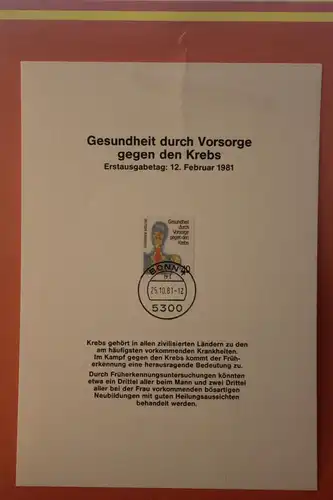 Gesundheit durch Vorsorge
gegen den Krebs
Erstausgabetag: 12. Februar 1981
Gesundheit
durch
Vorsorge
gegen den
Krebs
BONN
25.10.81-12
5300
Krebs gehört in allen zivilisierten Ländern zu den
am häufigsten vorkommenden Krankheiten.
Im Kampf gegen den Krebs kommt der Früh-
erkennung eine herausragende Bedeutung zu.
Durch Früherkennungsuntersuchungen könnten
etwa ein Drittel aller beim Mann und zwei Drittel
aller bei der Frau vorkommenden bösartigen
Neubildungen mit guten Heilungsaussichten
behandelt werden.